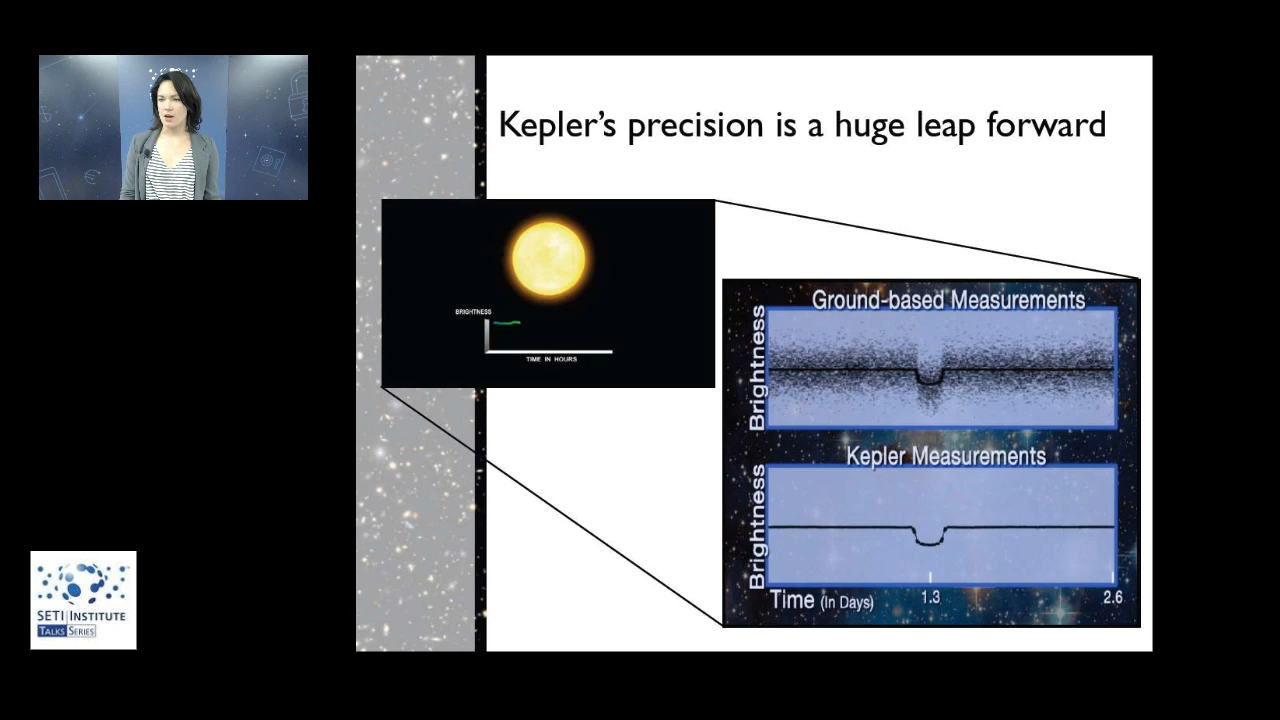 Kepler's precision is a huge leap forward
BRIGHTNESS
TIME IN HOURS
Ground-based Measurements
Brightness
Kepler Measurements
Brightness
Time (In Days)
1.3
2.6
SETI INSTITUTE
TALKS SERIES